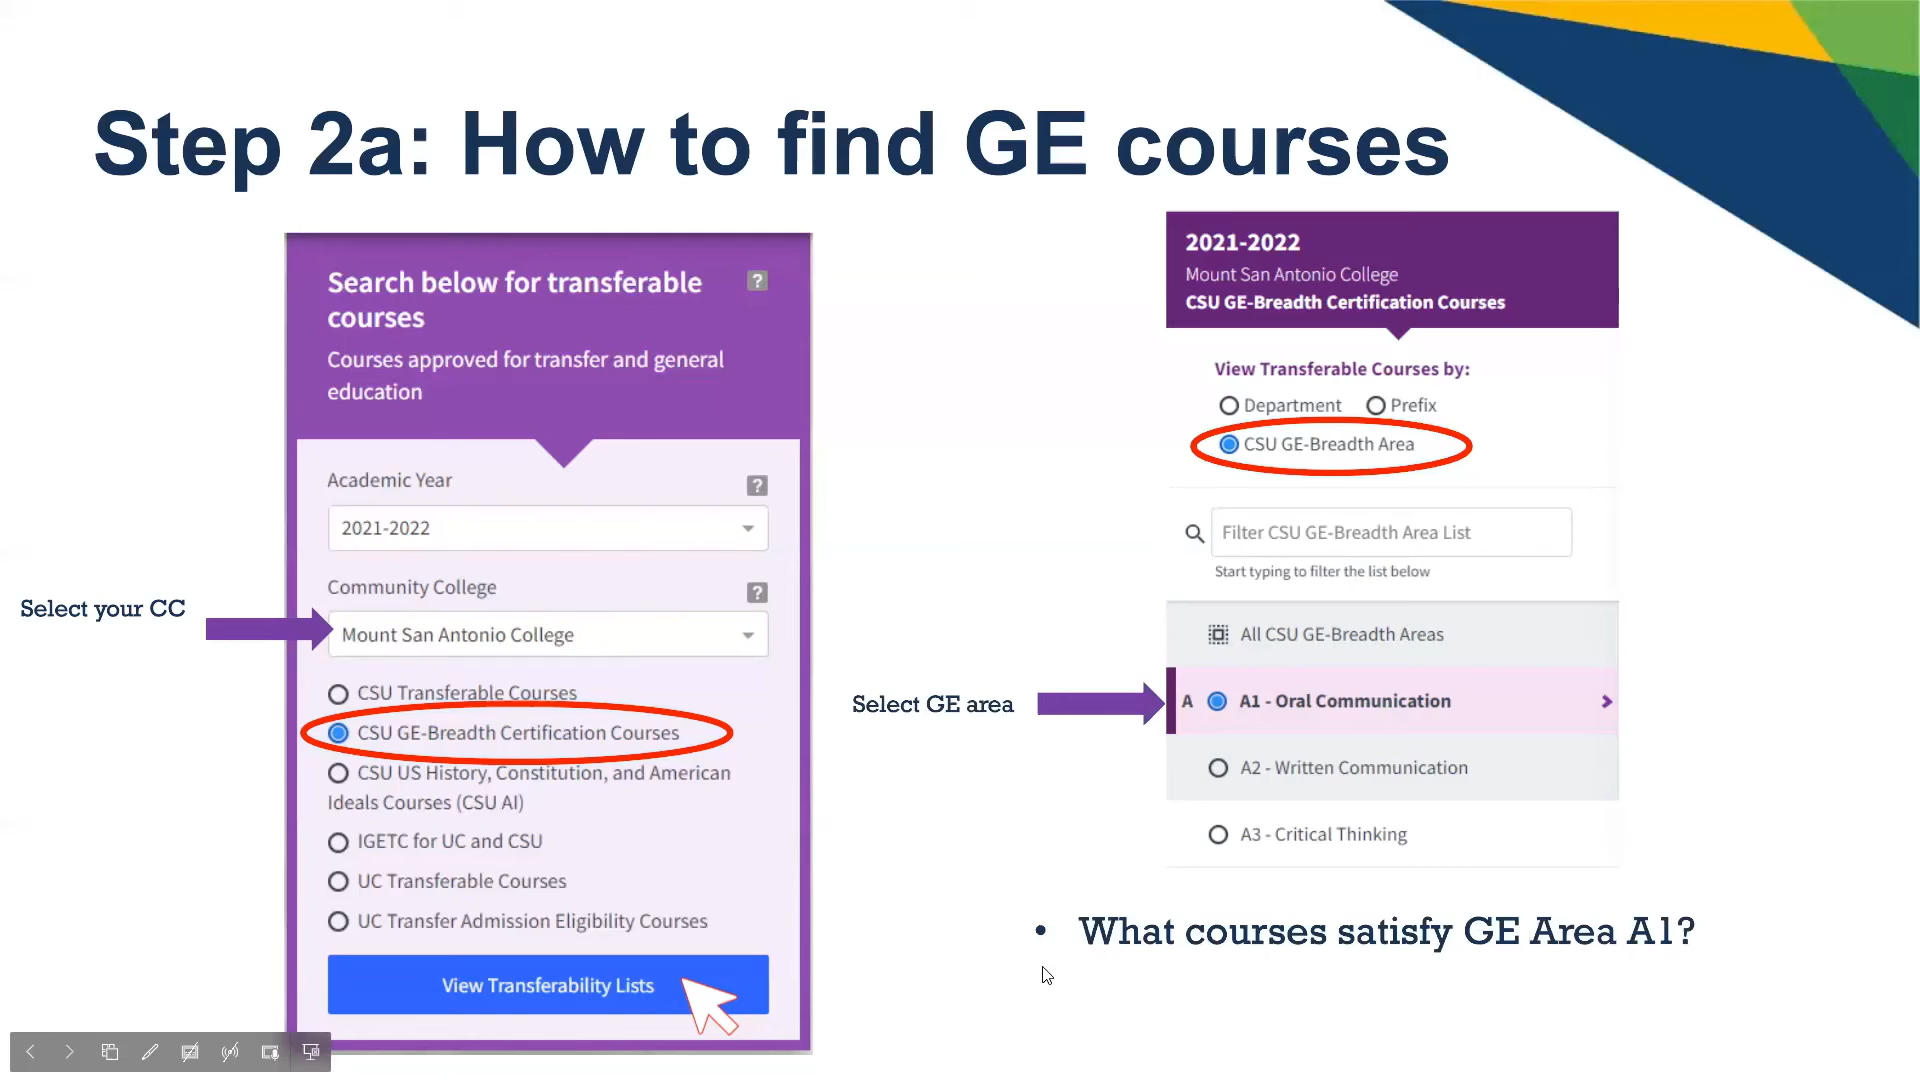 Step 2a: How to find GE courses
Search below for transferable
courses
?
Courses approved for transfer and general
education
Academic Year
?
2021-2022
Community College
?
Select your CC
Mount San Antonio College
CSU Transferable Courses
CSU GE-Breadth Certification Courses
CSU US History, Constitution, and American
Ideals Courses (CSU AI)
IGETC for UC and CSU
UC Transferable Courses
UC Transfer Admission Eligibility Courses
View Transferability Lists
2021-2022
Mount San Antonio College
CSU GE-Breadth Certification Courses
View Transferable Courses by:
Department Prefix
CSU GE-Breadth Area
Filter CSU GE-Breadth Area List
Start typing to filter the list below
All CSU GE-Breadth Areas
Select GE area
A A1 - Oral Communication
A2 - Written Communication
A3 - Critical Thinking
• What courses satisfy GE Area A1?